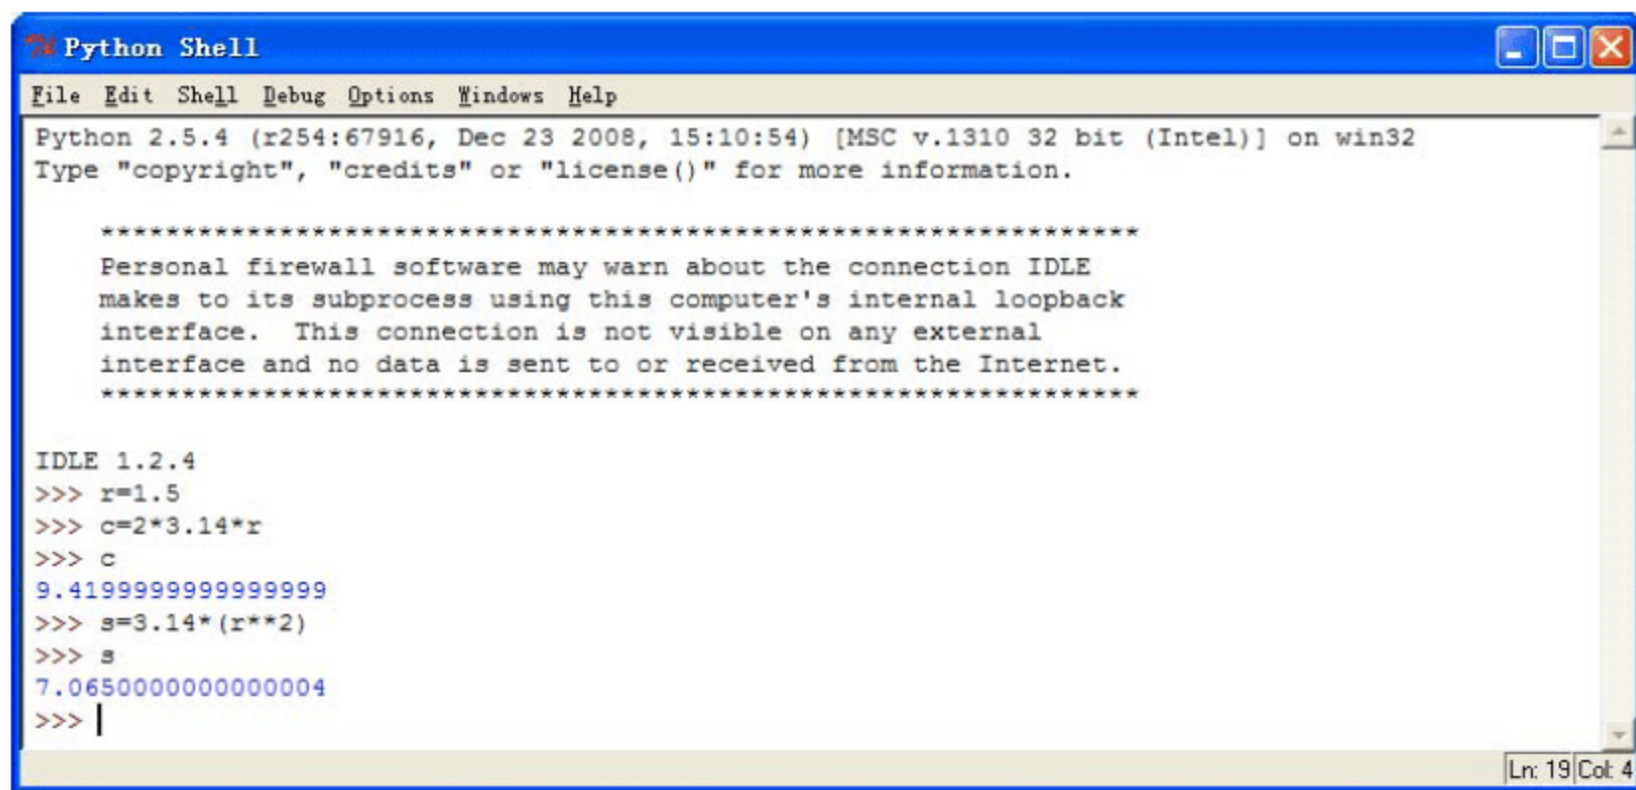 Python Shell
File Edit Shell Debug Options Windows Help
Python 2.5.4 (r254:67916, Dec 23 2008, 15:10:54) [MSC v.1310 32 bit (Intel)] on win32
Type "copyright", "credits" or "license()" for more information.
****************************************************************
Personal firewall software may warn about the connection IDLE
makes to its subprocess using this computer's internal loopback
interface.  This connection is not visible on any external
interface and no data is sent to or received from the Internet.
****************************************************************
IDLE 1.2.4
>>> r=1.5
>>> c=2*3.14*r
>>> c
9.4199999999999999
>>> s=3.14*(r**2)
>>> s
7.0650000000000004
>>>
Ln: 19 Col: 4